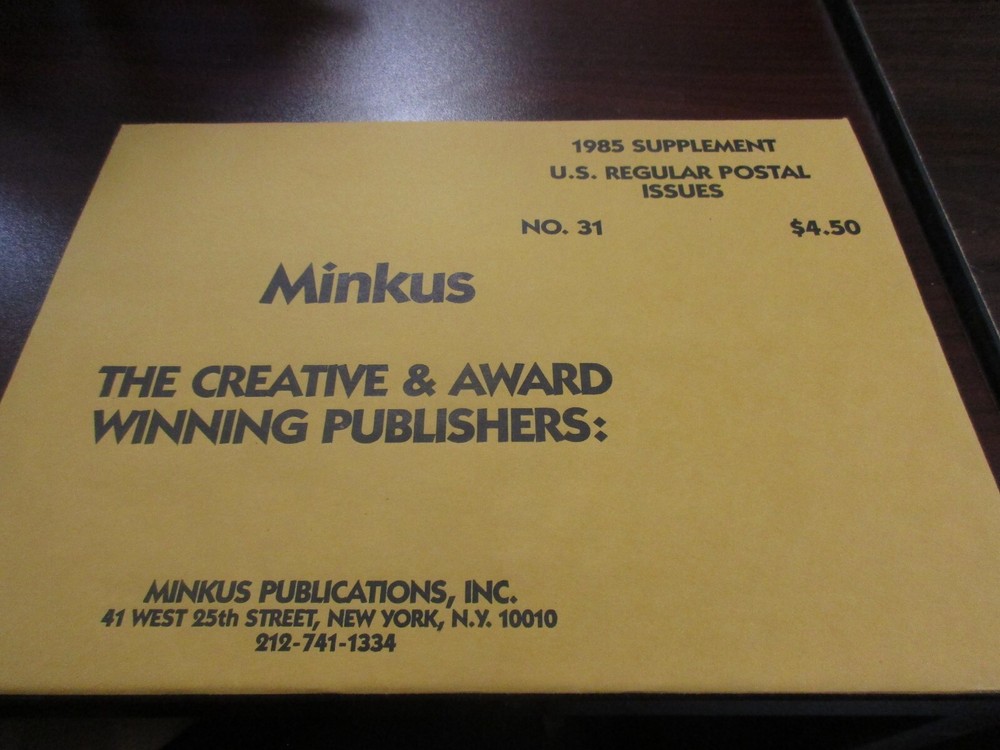 1985 SUPPLEMENT
U.S. REGULAR POSTAL
ISSUES
NO. 31 $4.50
Minkus
THE CREATIVE & AWARD
WINNING PUBLISHERS:
MINKUS PUBLICATIONS, INC.
41 WEST 25th STREET, NEW YORK, N.Y. 10010
212-741-1334